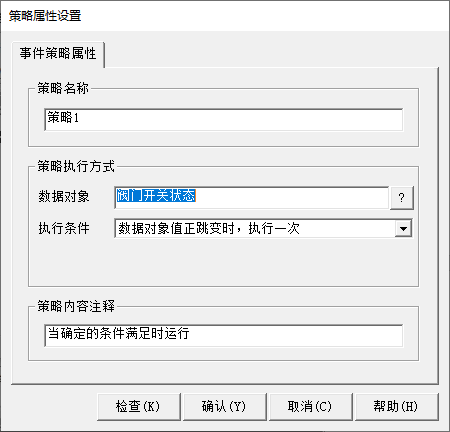 策略属性设置
事件策略属性
策略名称
策略1
策略执行方式
数据对象 阀门开关状态 ?
执行条件 数据对象值正跳变时，执行一次
策略内容注释
当确定的条件满足时运行
检查(K) 确认(Y) 取消(C) 帮助(H)